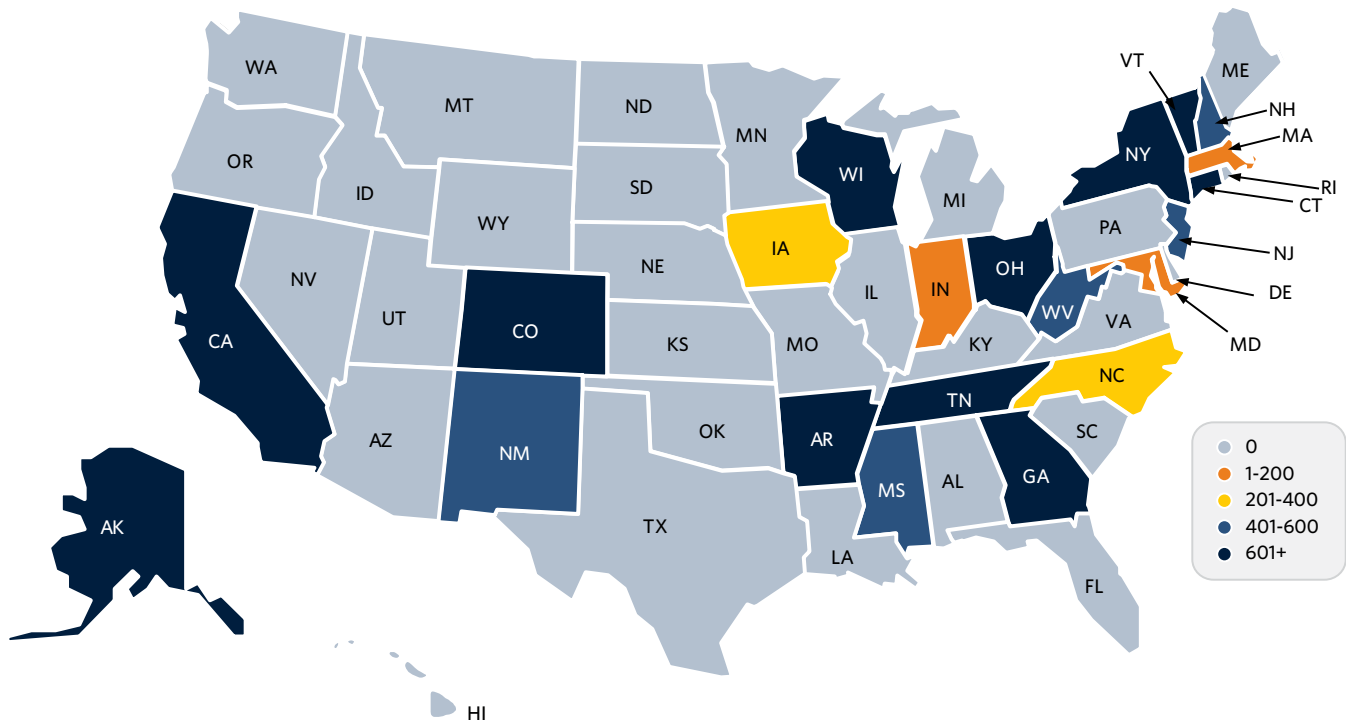 WA
MT
ND
MN
VT
ME
NH
MA
OR
ID
SD
WI
NY
RI
CT
WY
MI
PA
NJ
NV
NE
IA
IL
IN
OH
DE
CA
UT
CO
KS
MO
KY
WV
VA
MD
AZ
NM
OK
AR
TN
NC
SC
AK
TX
LA
MS
AL
GA
FL
HI
0
1-200
201-400
401-600
601+